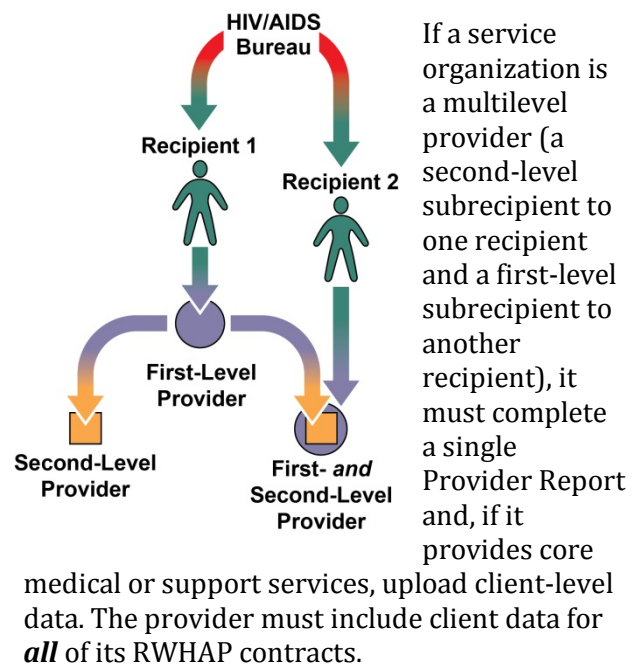 HIV/AIDS
Bureau
Recipient 1
Recipient 2
First-Level
Provider
Second-Level
Provider
First- and
Second-Level
Provider
If a service
organization is
a multilevel
provider (a
second-level
subrecipient to
one recipient
and a first-level
subrecipient to
another
recipient), it
must complete
a single
Provider Report
and, if it
provides core
medical or support services, upload client-level
data. The provider must include client data for
all of its RWHAP contracts.